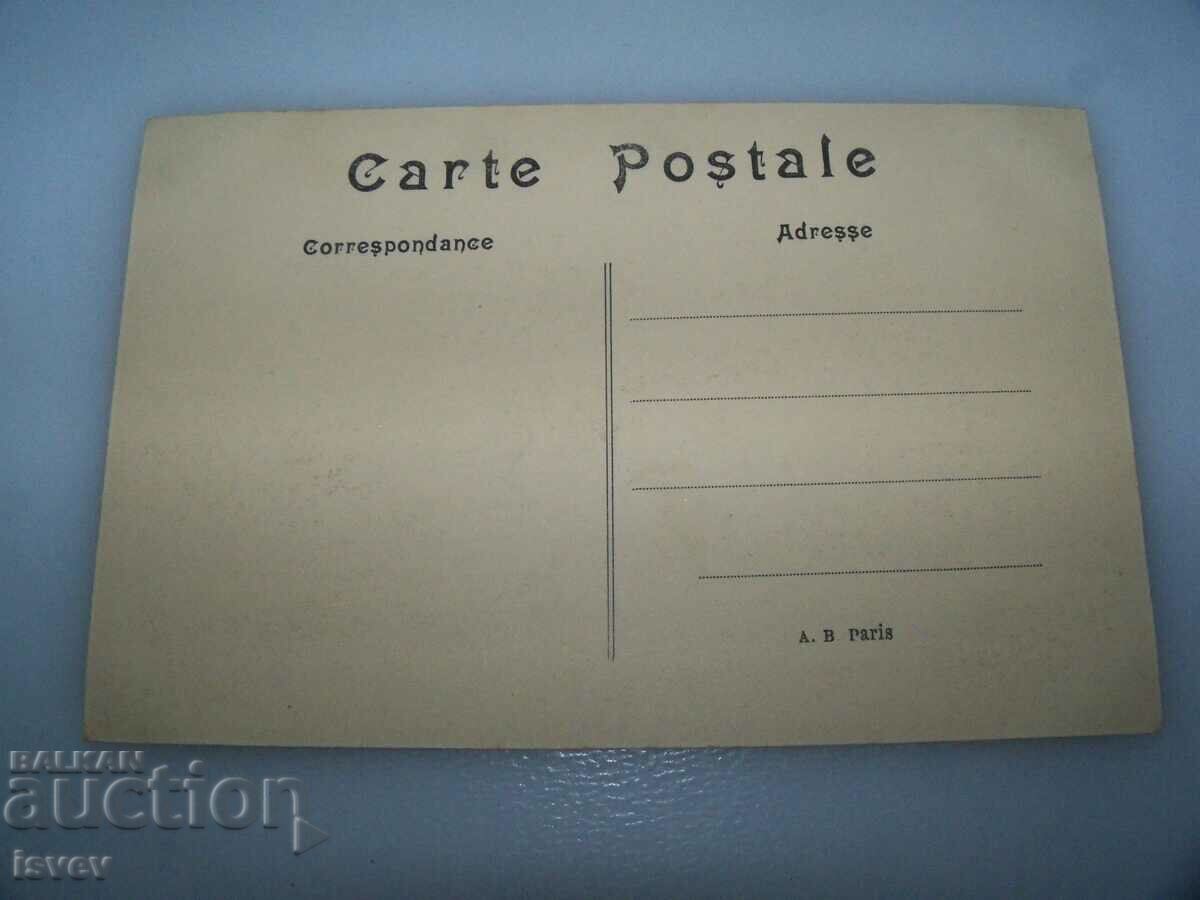 Carte Postale
Correspondance
Adresse
A. B Paris
BALKAN
auction
isvev